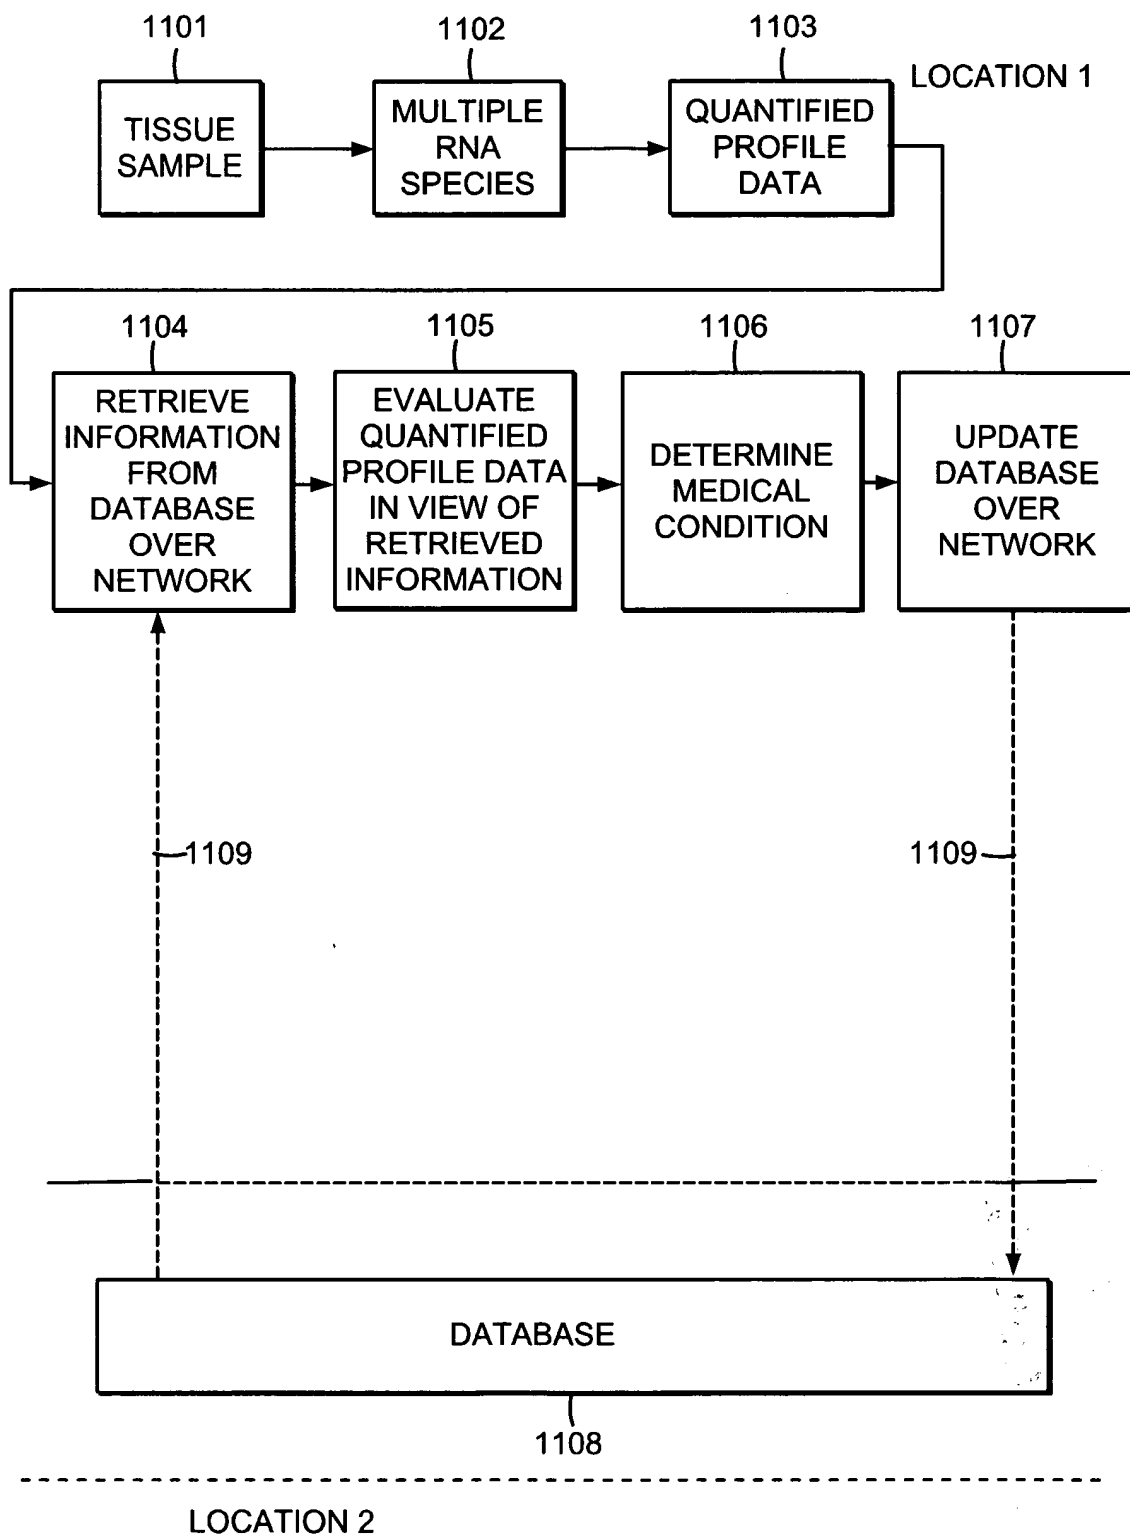 1101
1102
1103
LOCATION 1
TISSUE
SAMPLE
MULTIPLE
RNA
SPECIES
QUANTIFIED
PROFILE
DATA
1104
1105
1106
1107
RETRIEVE
INFORMATION
FROM
DATABASE
OVER
NETWORK
EVALUATE
QUANTIFIED
PROFILE DATA
IN VIEW OF
RETRIEVED
INFORMATION
DETERMINE
MEDICAL
CONDITION
UPDATE
DATABASE
OVER
NETWORK
1109
1109
DATABASE
1108
LOCATION 2